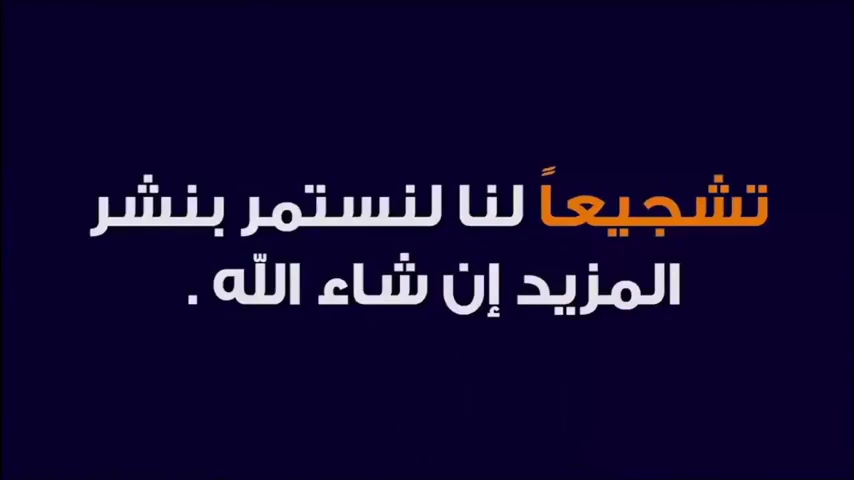 تشجيعاً لنا لنستمر بنشر
المزيد إن شاء الله .